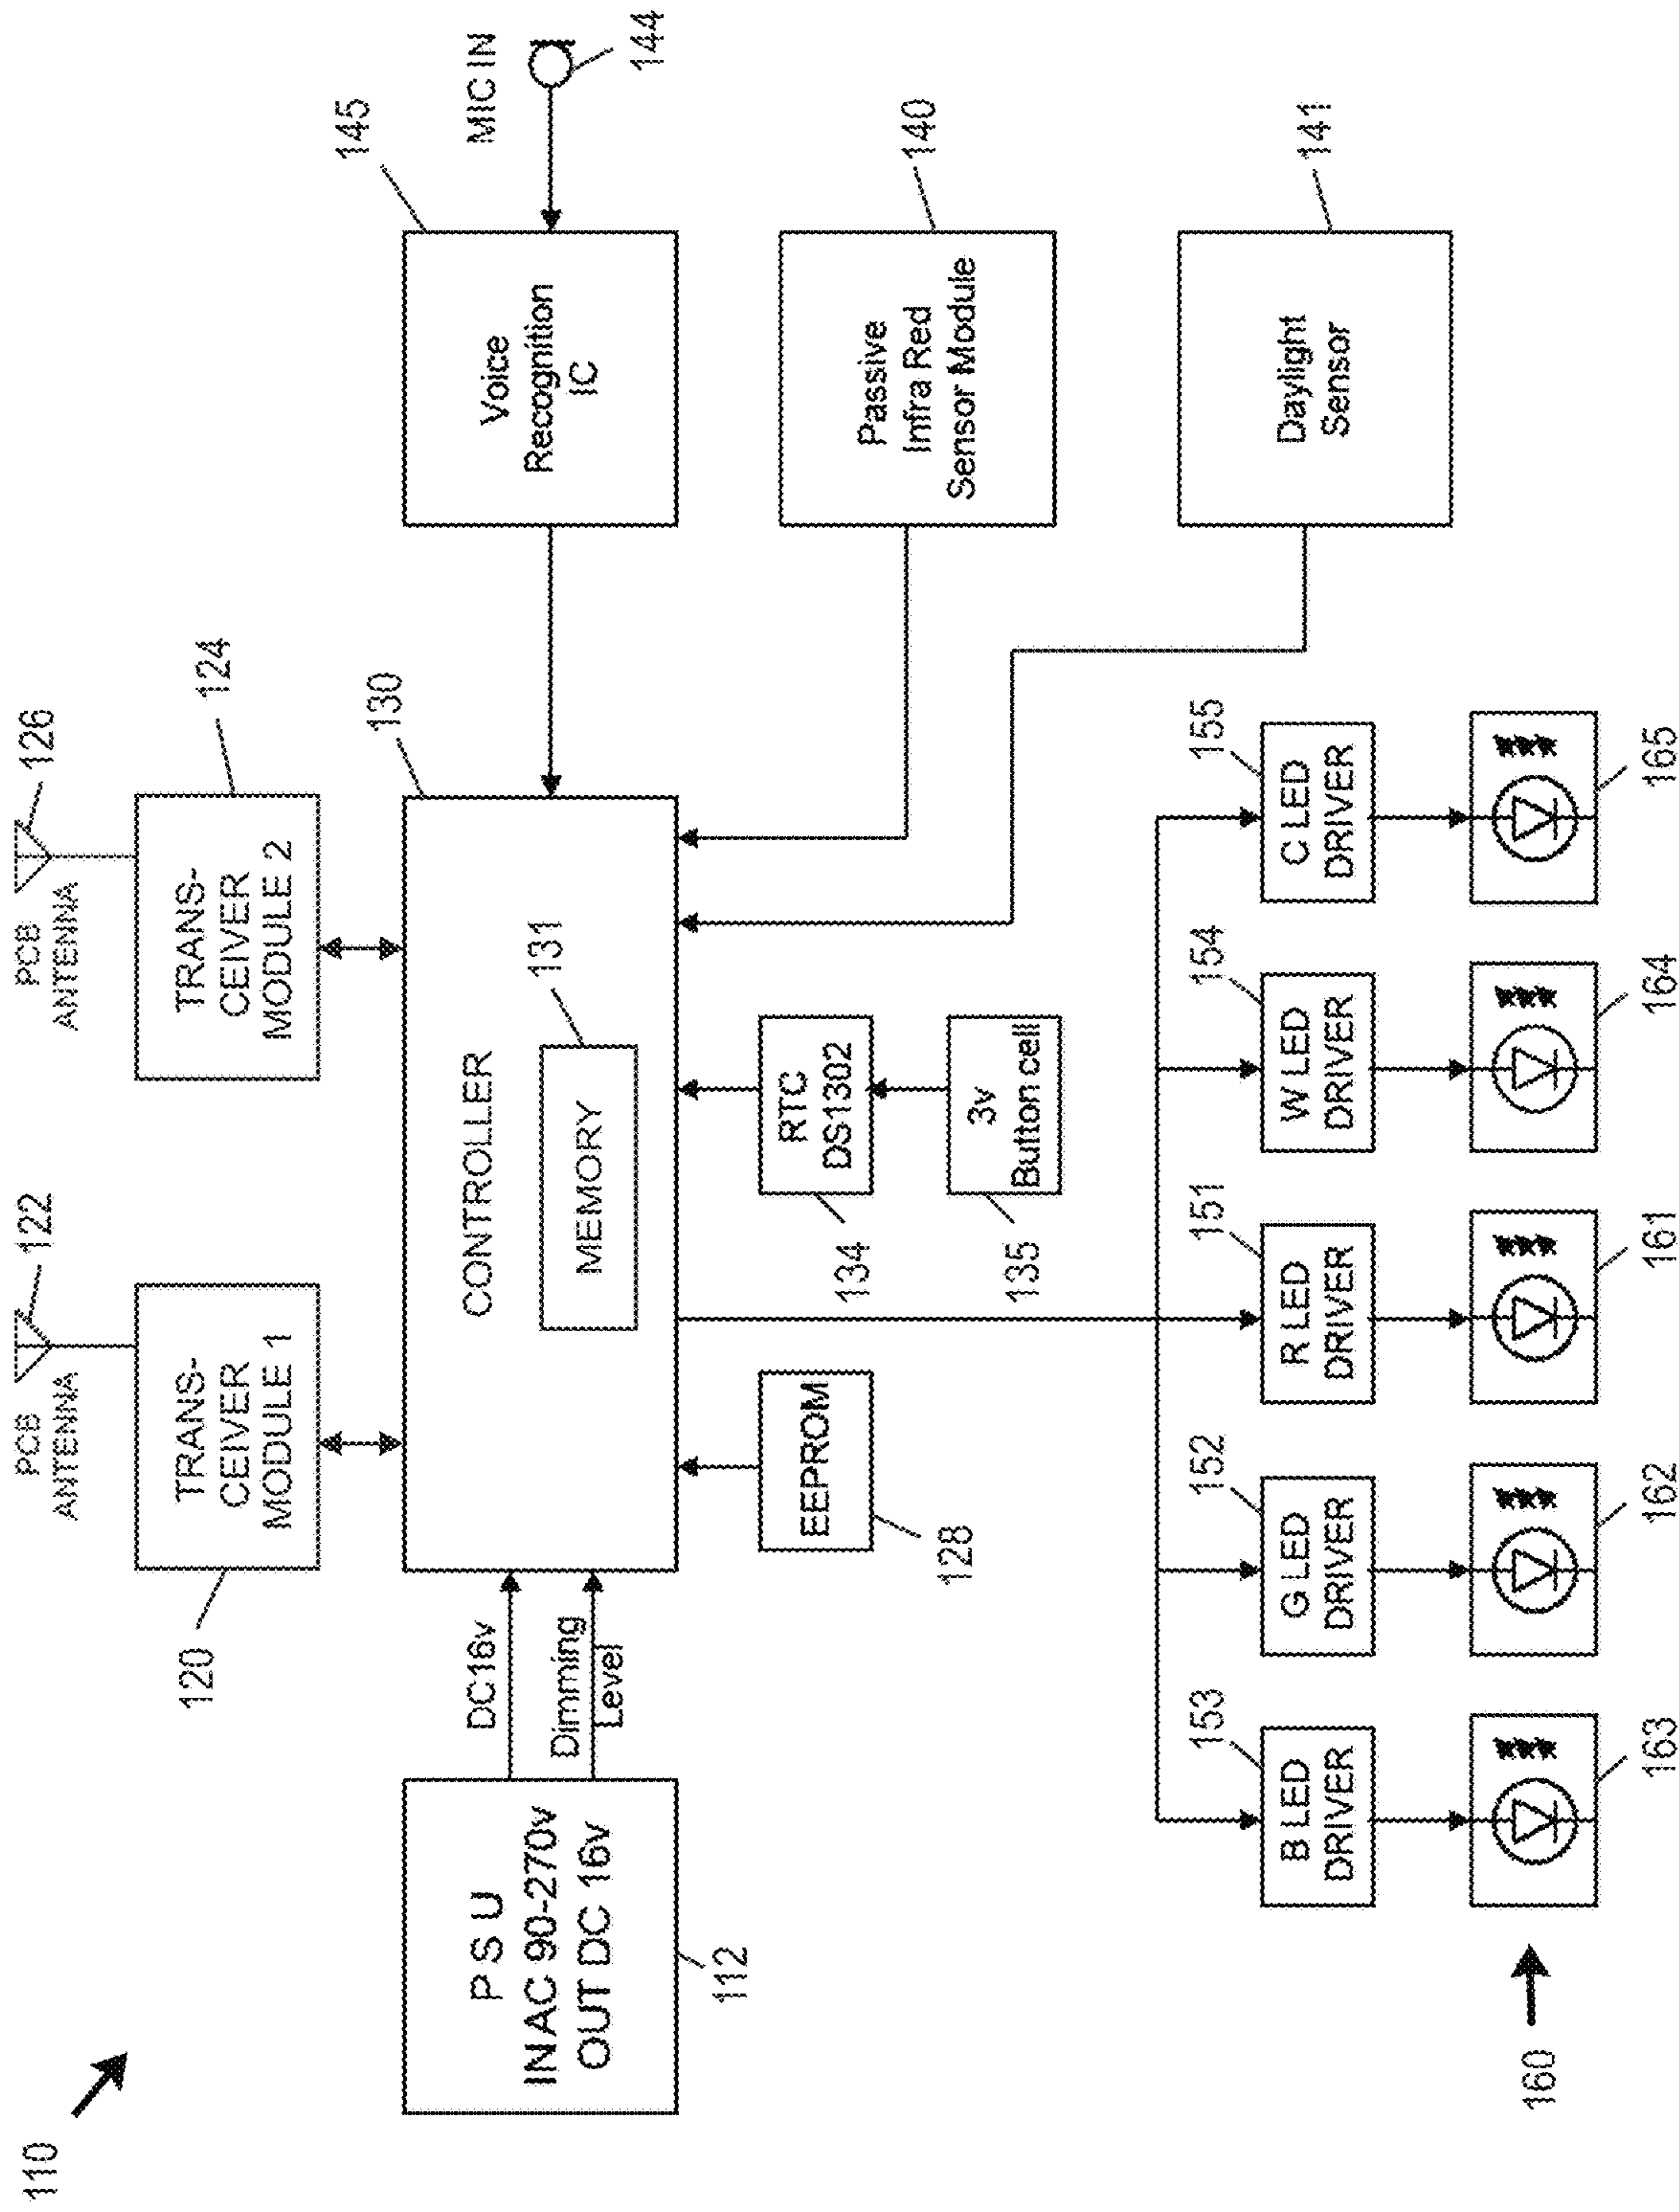 110
PCB
ANTENNA
122
PCB
ANTENNA
126
TRANS-
CEIVER
MODULE 1
120
TRANS-
CEIVER
MODULE 2
124
P S U
IN AC 90-270v
OUT DC 16v
112
DC16v
Dimming
Level
CONTROLLER
130
MEMORY
131
Voice
Recognition
IC
145
MIC IN
144
EEPROM
128
RTC
DS1302
134
3v
Button cell
135
Passive
Infra Red
Sensor Module
140
Daylight
Sensor
141
B LED
DRIVER
153
G LED
DRIVER
152
R LED
DRIVER
151
W LED
DRIVER
154
C LED
DRIVER
155
160
163
162
161
164
165